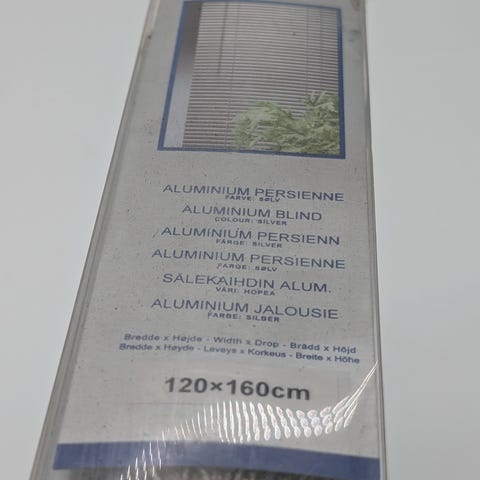 ALUMINIUM PERSIENNE
FARVE: SØLV
ALUMINIUM BLIND
COLOUR: SILVER
ALUMINIUM PERSIENN
FÄRGE: SILVER
ALUMINIUM PERSIENNE
FARGE: SØLV
SÄLEKAIHDIN ALUM.
VÄRI: HOPEA
ALUMINIUM JALOUSIE
FARBE: SILBER
Bredde x Højde - Width x Drop - Brädd x Höjd
Bredde x Høyde - Leveys x Korkeus - Breite x Höhe
120×160cm